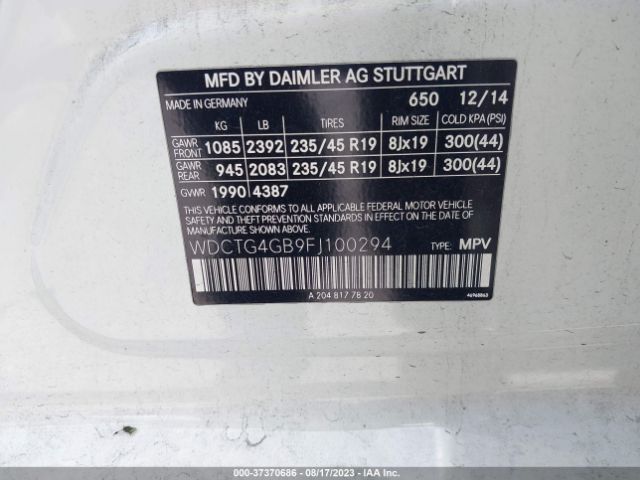 MFD BY DAIMLER AG STUTTGART
MADE IN GERMANY 650 12/14
KG LB TIRES RIM SIZE COLD KPA(PSI)
GAWR FRONT 1085 2392 235/45 R19 8Jx19 300(44)
GAWR REAR 945 2083 235/45 R19 8Jx19 300(44)
GVWR 1990 4387
THIS VEHICLE CONFORMS TO ALL APPLICABLE FEDERAL MOTOR VEHICLE
SAFETY, BUMPER AND THEFT PREVENTION STANDARDS IN EFFECT ON
THE DATE OF MANUFACTURE SHOWN ABOVE.
WDCTG4GB9FJ100294 TYPE: MPV
A 204 817 78 20 46968863
000-37370686 - 08/17/2023 - IAA Inc.